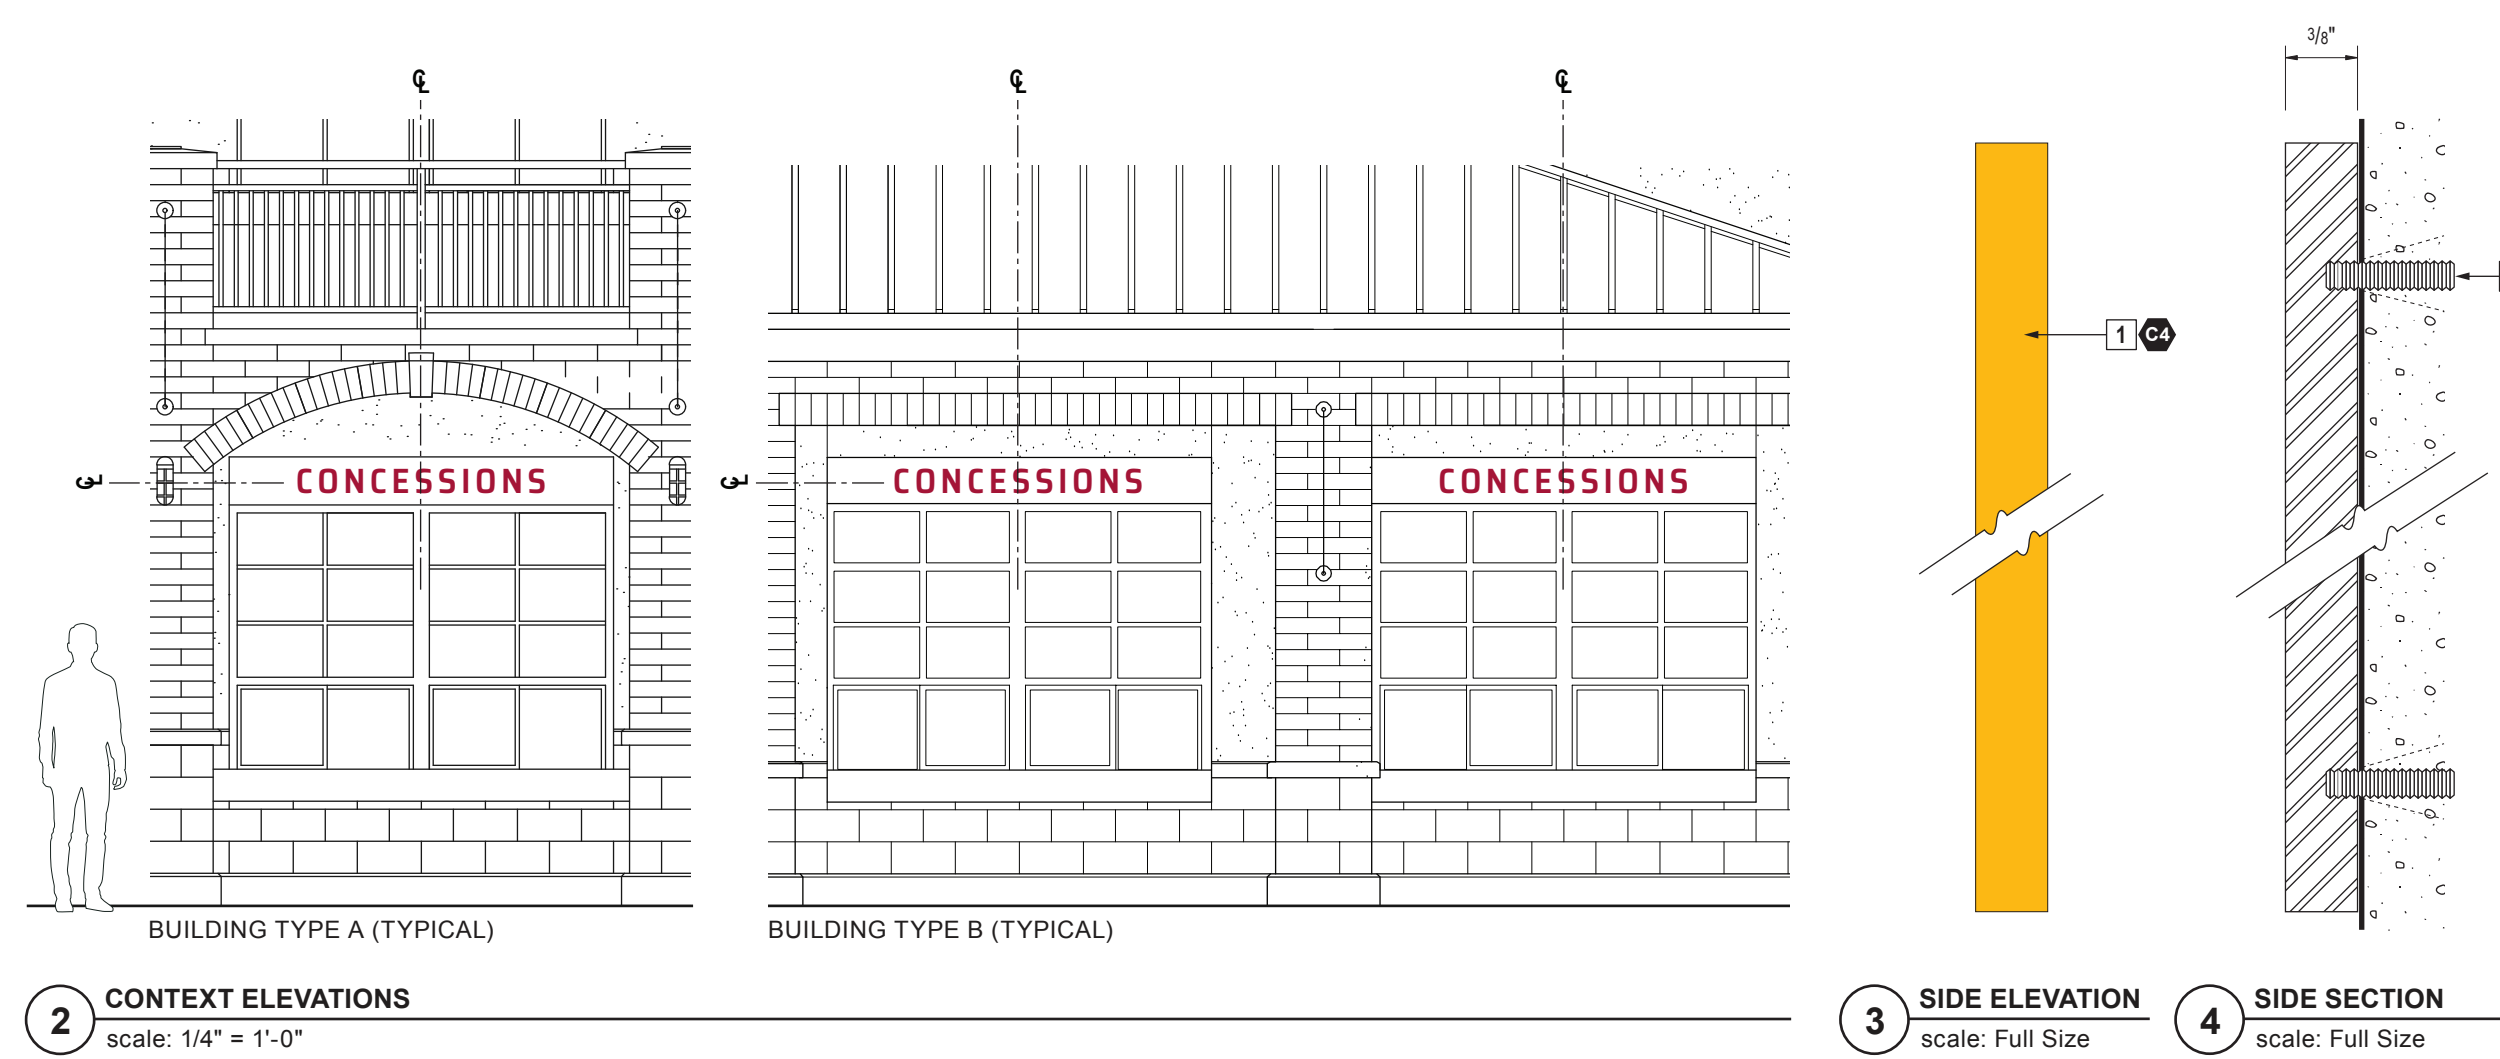 3/8"
℄
℄
℄
1 C4
CONCESSIONS
CONCESSIONS
CONCESSIONS
℄
℄
BUILDING TYPE A (TYPICAL)
BUILDING TYPE B (TYPICAL)
2 CONTEXT ELEVATIONS
scale: 1/4" = 1'-0"
3 SIDE ELEVATION
scale: Full Size
4 SIDE SECTION
scale: Full Size